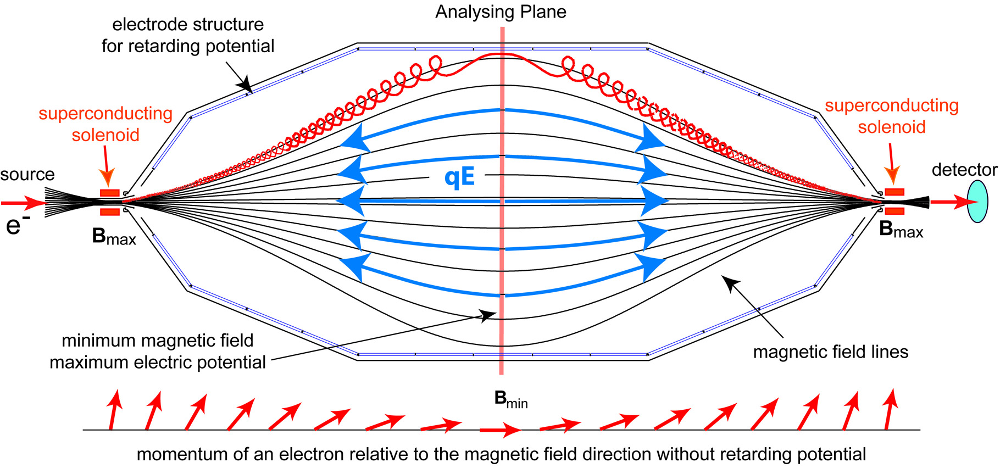 Analysing Plane
electrode structure
for retarding potential
superconducting
solenoid
superconducting
solenoid
source
qE
detector
e-
Bmax
Bmax
minimum magnetic field
maximum electric potential
magnetic field lines
Bmin
momentum of an electron relative to the magnetic field direction without retarding potential